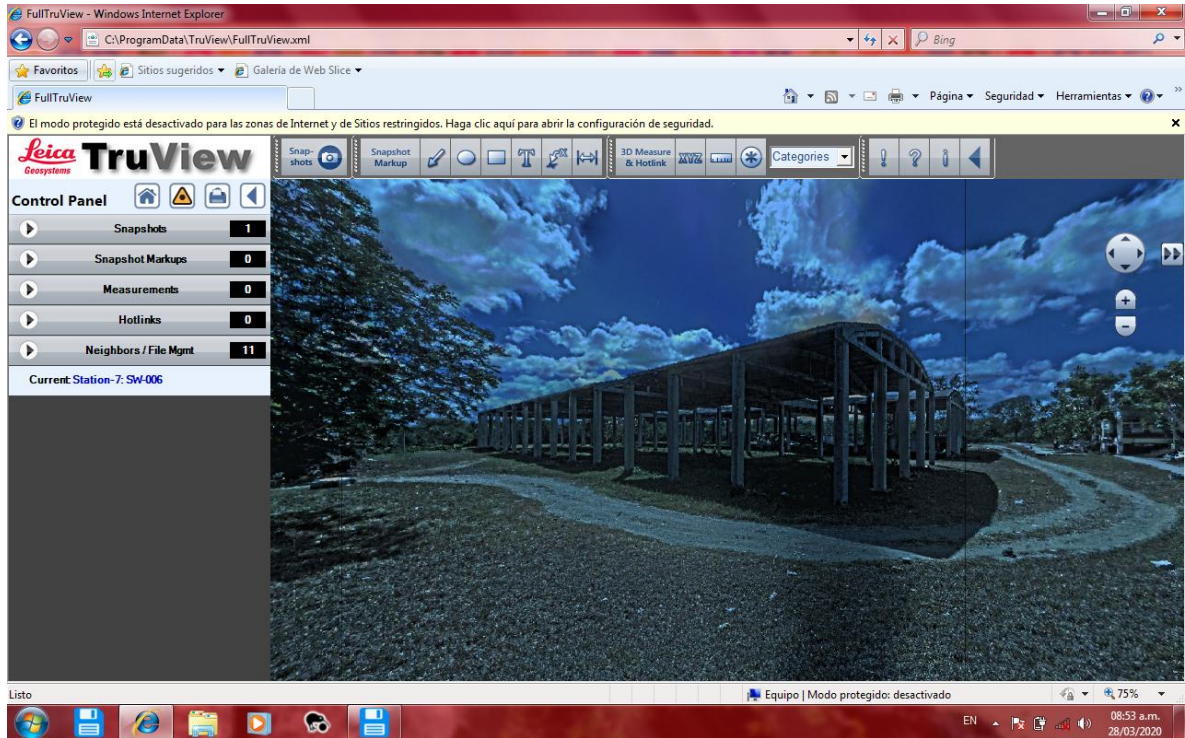 FullTruView - Windows Internet Explorer
C:\ProgramData\TruView\FullTruView.xml
Bing
Favoritos
Sitios sugeridos
Galería de Web Slice
FullTruView
Página
Seguridad
Herramientas
El modo protegido está desactivado para las zonas de Internet y de Sitios restringidos. Haga clic aquí para abrir la configuración de seguridad.
Leica
Geosystems
TruView
Snap-
shots
Snapshot
Markup
T
3D Measure
& Hotlink
XYZ
Categories
Control Panel
Snapshots 1
Snapshot Markups 0
Measurements 0
Hotlinks 0
Neighbors / File Mgmt 11
Current: Station-7: SW-006
Listo
Equipo | Modo protegido: desactivado
75%
EN
08:53 a.m.
28/03/2020